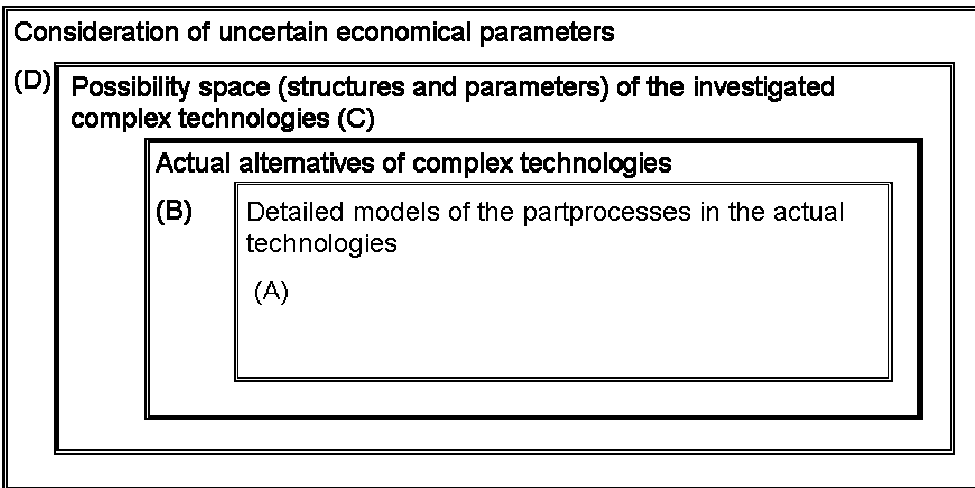 Consideration of uncertain economical parameters
(D) Possibility space (structures and parameters) of the investigated
complex technologies (C)
Actual alternatives of complex technologies
(B) Detailed models of the partprocesses in the actual
technologies
(A)